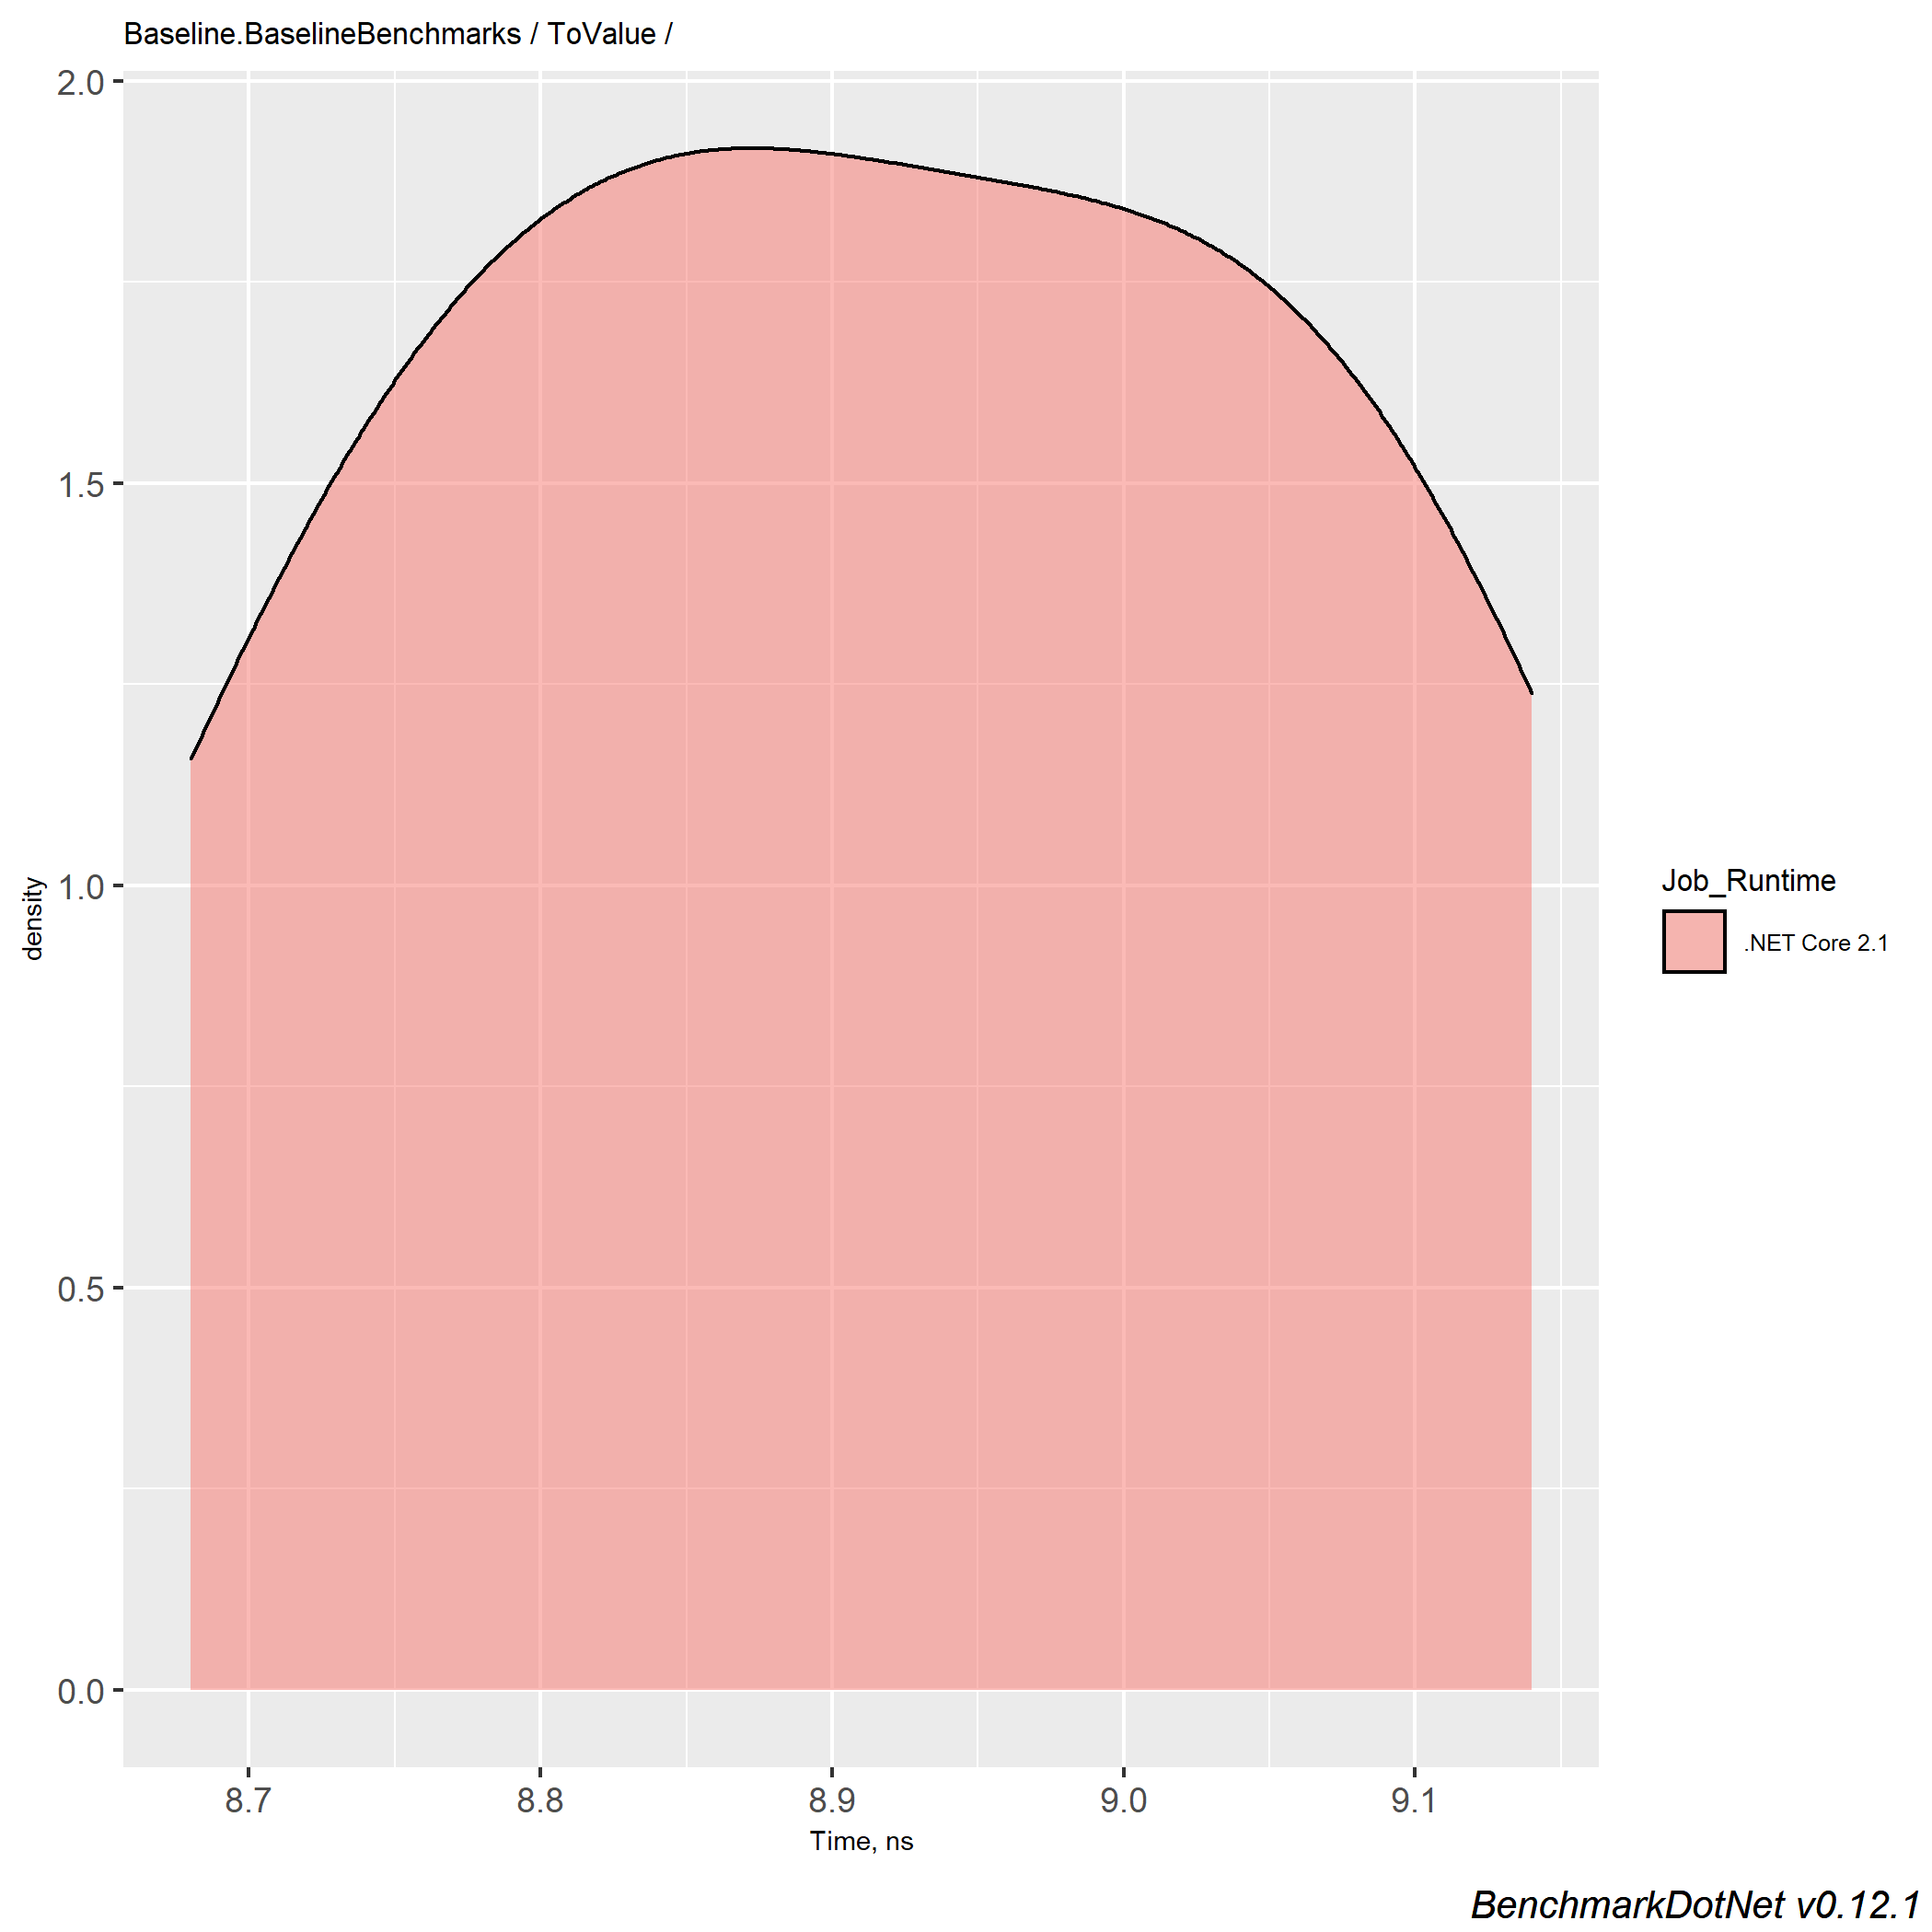 Baseline.BaselineBenchmarks / ToValue /
2.0
1.5
1.0
0.5
0.0
density
8.7 8.8 8.9 9.0 9.1
Time, ns
Job_Runtime
.NET Core 2.1
BenchmarkDotNet v0.12.1